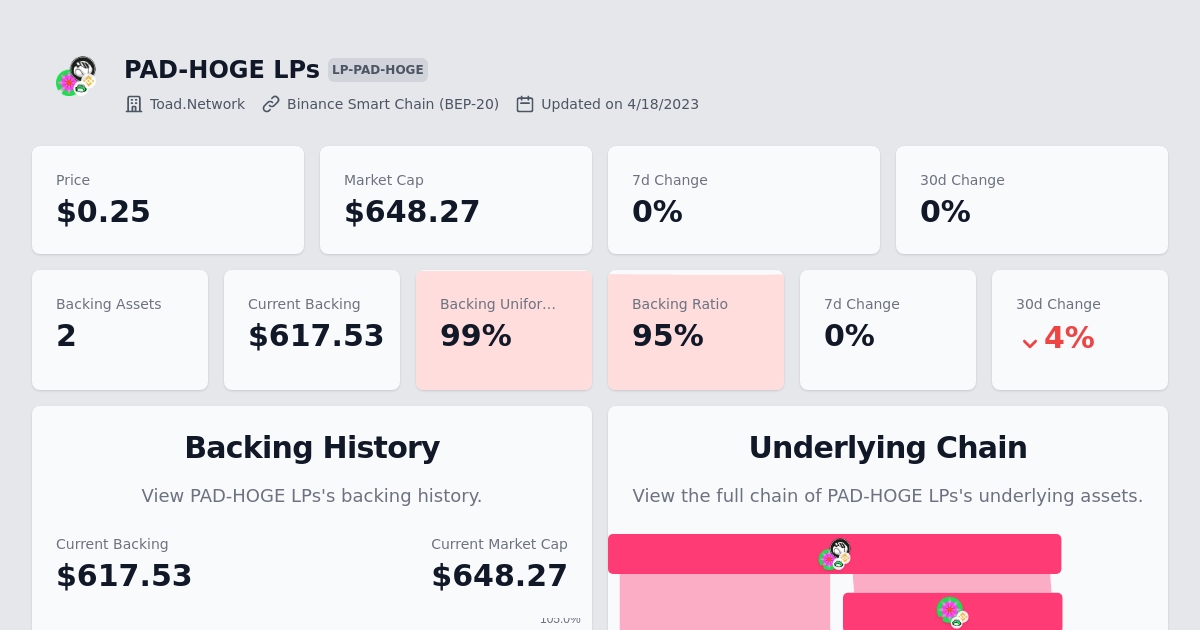 PAD-HOGE LPs LP-PAD-HOGE
Toad.Network Binance Smart Chain (BEP-20) Updated on 4/18/2023
Price
$0.25
Market Cap
$648.27
7d Change
0%
30d Change
0%
Backing Assets
2
Current Backing
$617.53
Backing Unifor...
99%
Backing Ratio
95%
7d Change
0%
30d Change
4%
Backing History
View PAD-HOGE LPs's backing history.
Current Backing
$617.53
Current Market Cap
$648.27
105.0%
Underlying Chain
View the full chain of PAD-HOGE LPs's underlying assets.